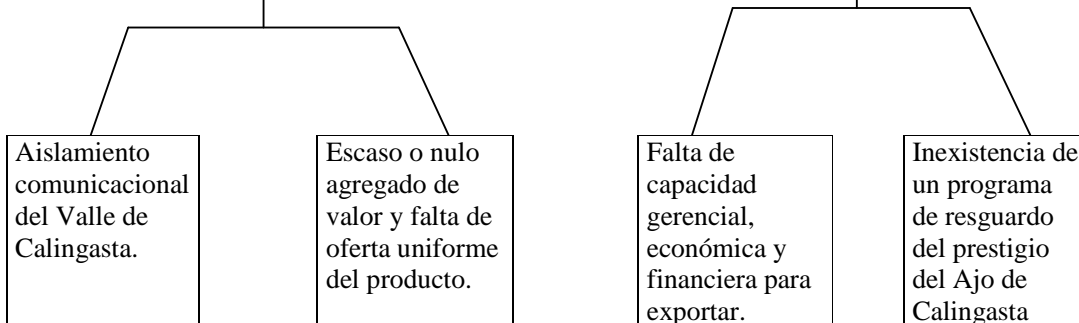 Aislamiento
comunicacional
del Valle de
Calingasta.
Escaso o nulo
agregado de
valor y falta de
oferta uniforme
del producto.
Falta de
capacidad
gerencial,
económica y
financiera para
exportar.
Inexistencia de
un programa
de resguardo
del prestigio
del Ajo de
Calingasta